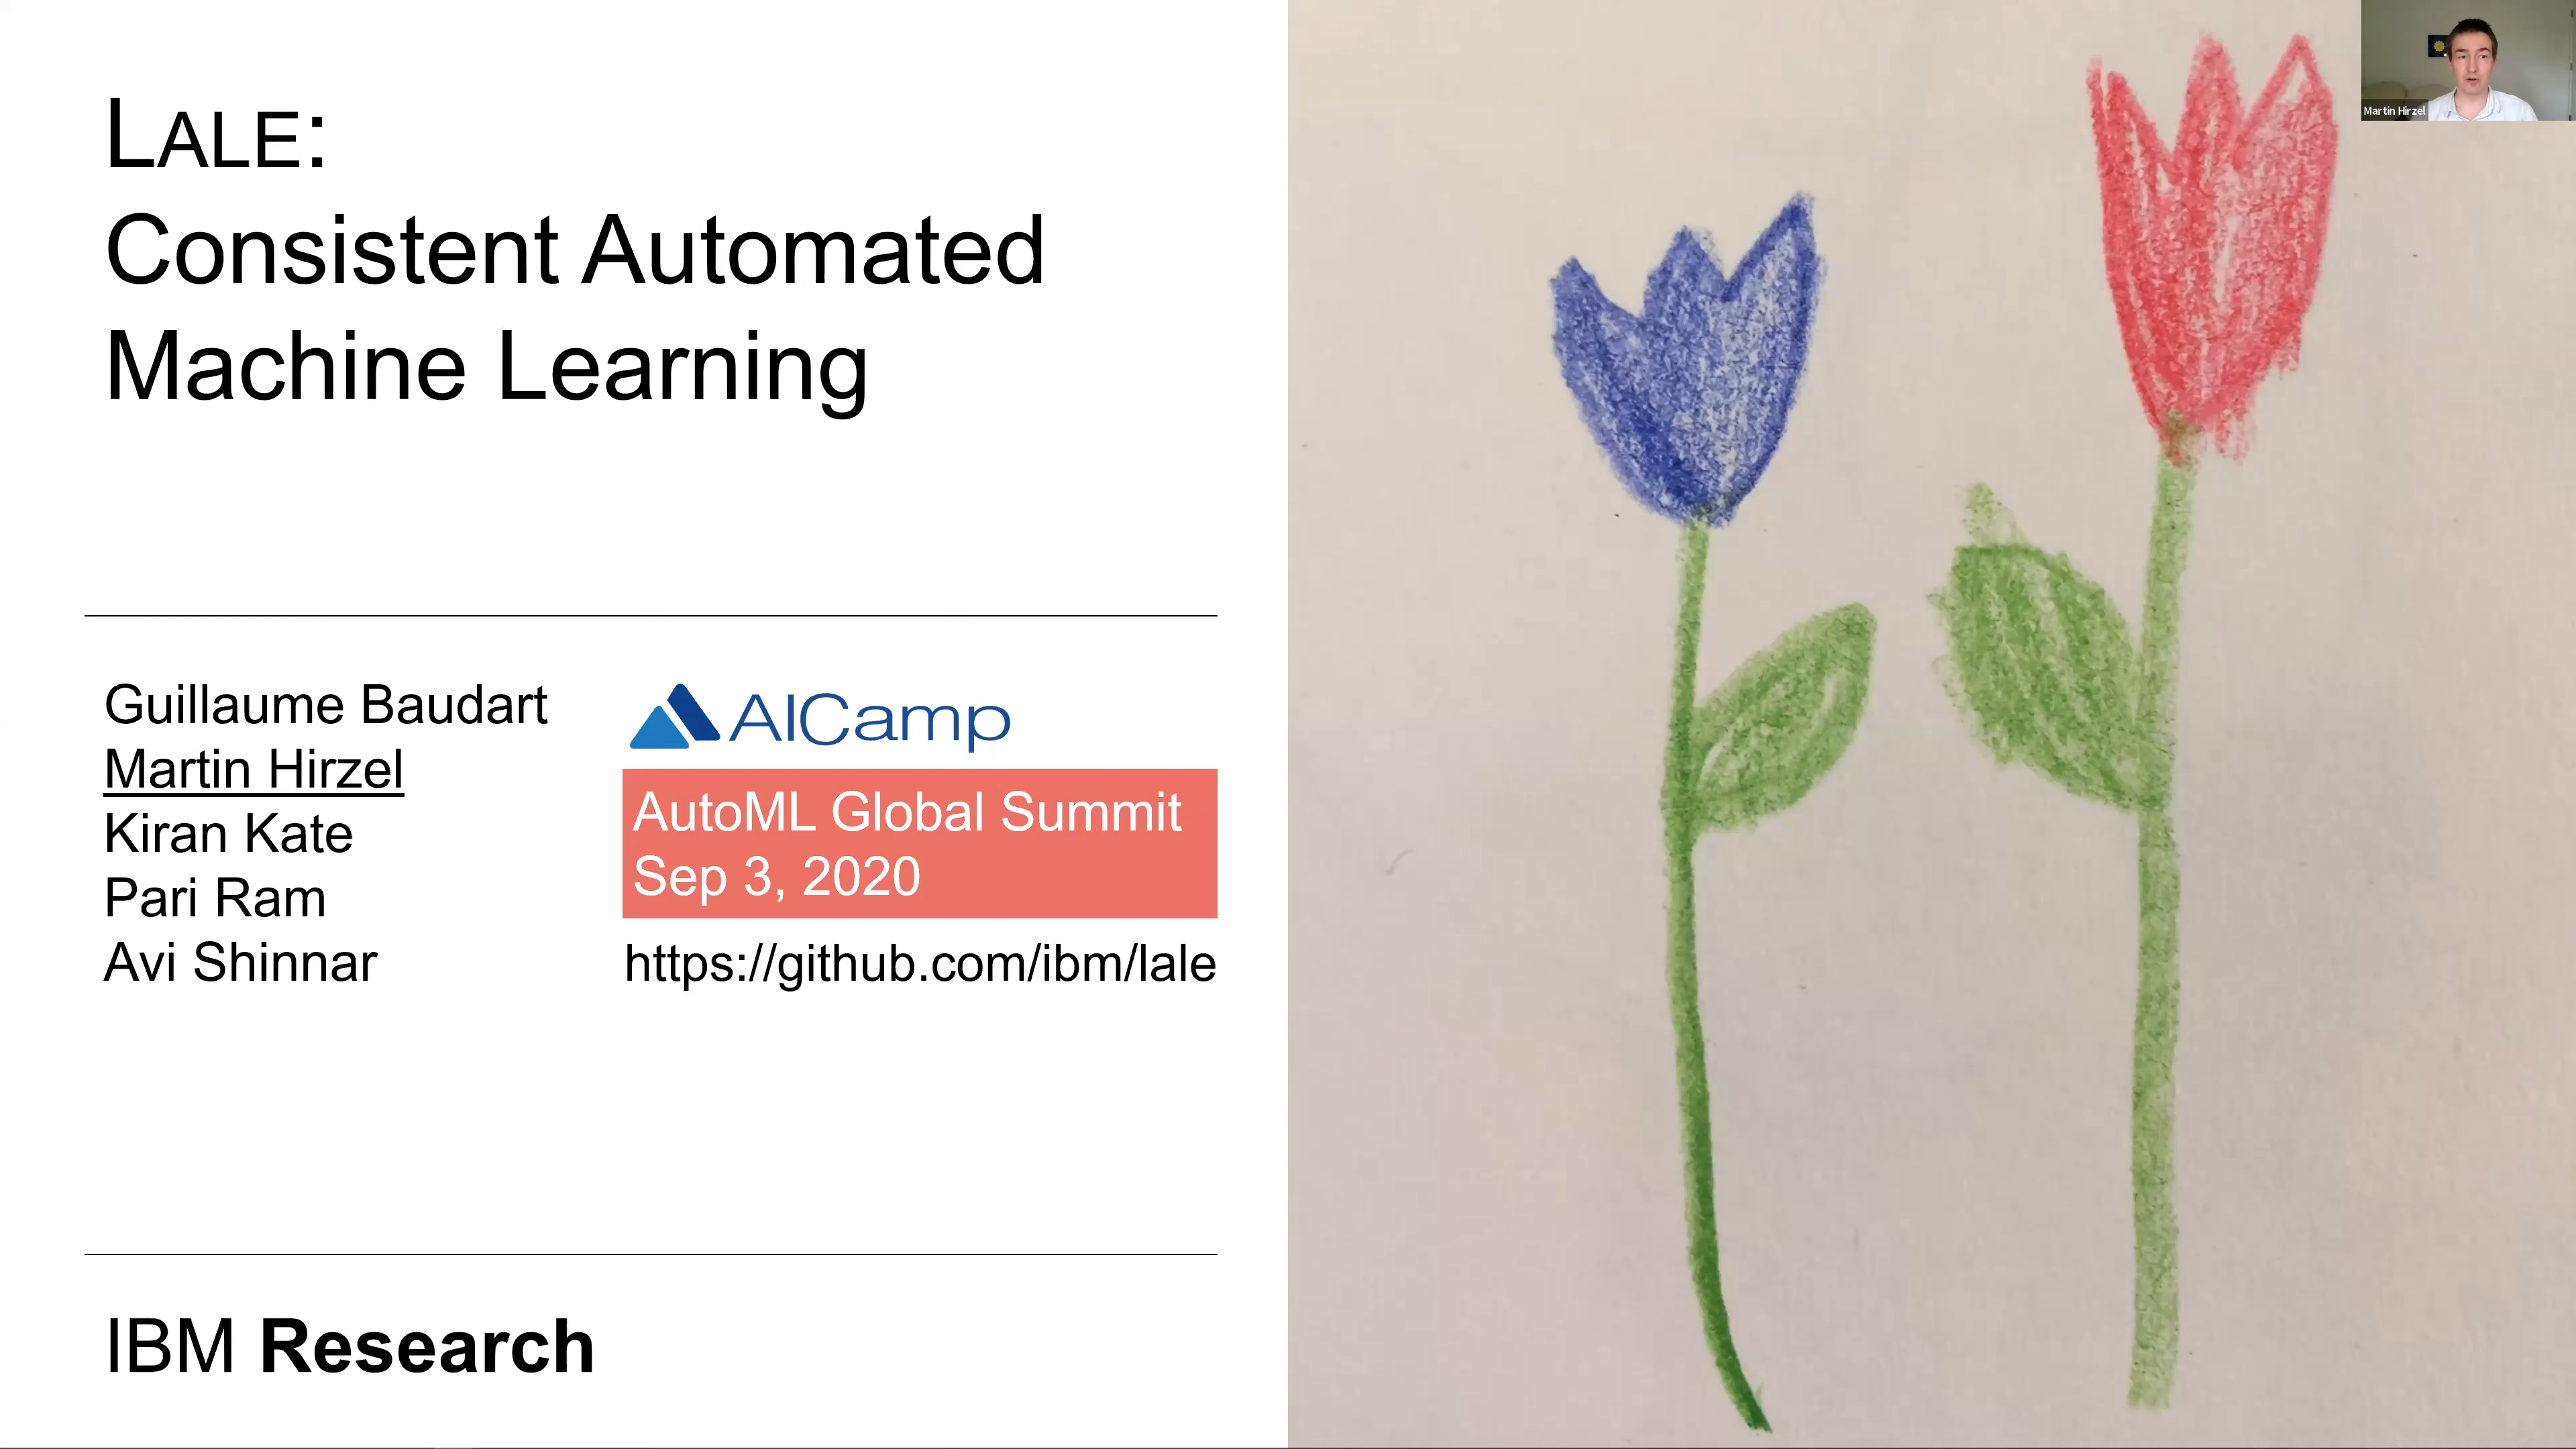 LALE:
Consistent Automated
Machine Learning
Guillaume Baudart
Martin Hirzel
Kiran Kate
Pari Ram
Avi Shinnar
AICamp
AutoML Global Summit
Sep 3, 2020
https://github.com/ibm/lale
IBM Research
Martin Hirzel